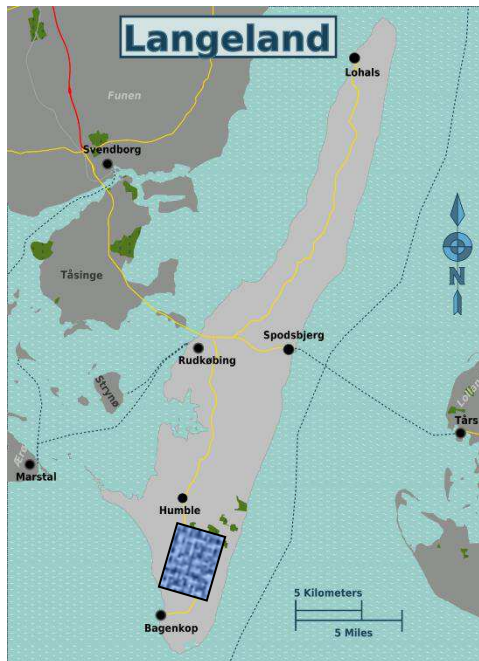 Langeland
Lohals
Funen
Svendborg
N
Tåsinge
Spodsbjerg
Rudkøbing
Strynø
Tårs
Marstal
Humble
5 Kilometers
5 Miles
Bagenkop